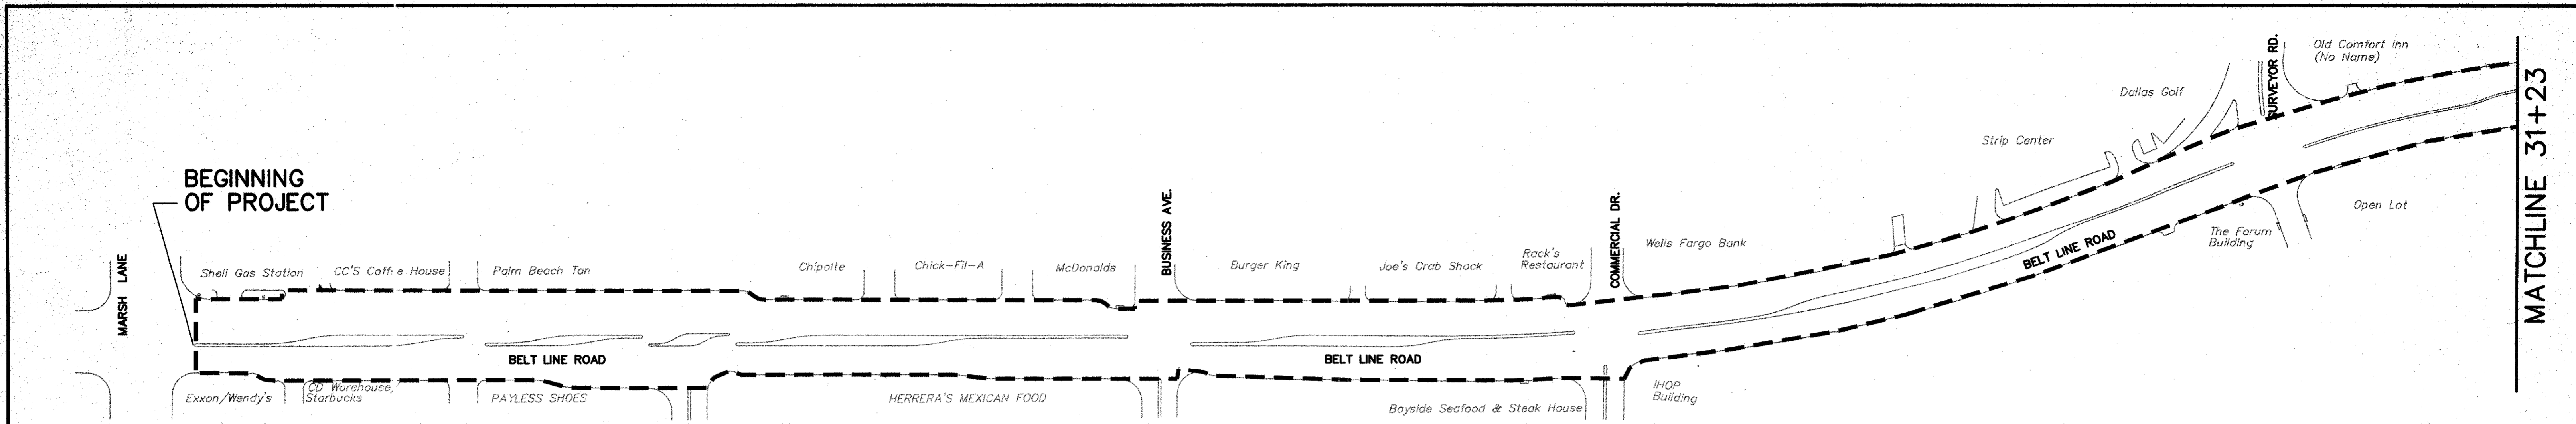 BEGINNING
OF PROJECT
MARSH LANE
Shell Gas Station
CC'S Coffee House
Palm Beach Tan
Chipolte
Chick-Fil-A
McDonalds
BUSINESS AVE.
Burger King
Joe's Crab Shack
Rack's
Restaurant
COMMERCIAL DR.
Wells Fargo Bank
Strip Center
Dallas Golf
SURVEYOR RD.
Old Comfort Inn
(No Name)
MATCHLINE 31+23
BELT LINE ROAD
BELT LINE ROAD
BELT LINE ROAD
The Forum
Building
Open Lot
Exxon/Wendy's
CD Warehouse,
Starbucks
PAYLESS SHOES
HERRERA'S MEXICAN FOOD
Bayside Seafood & Steak House
IHOP
Building